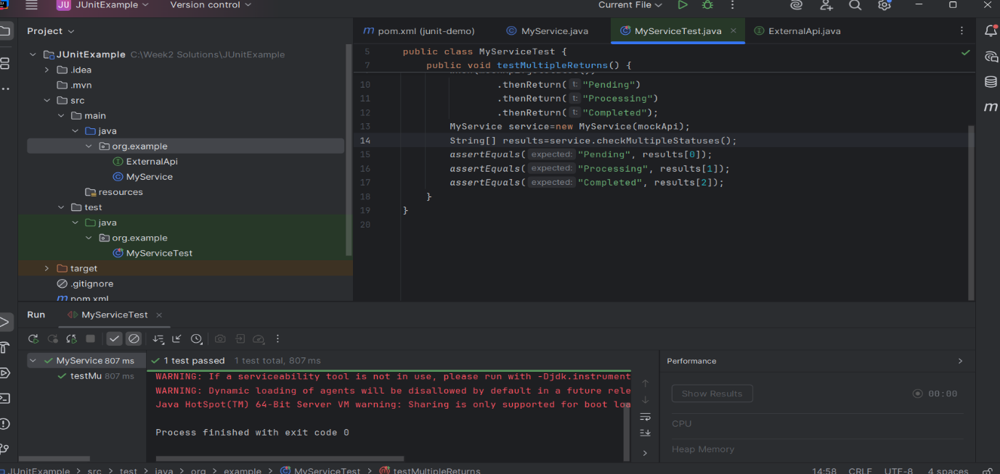 JU JUnitExample Version control Current File
Project
JUnitExample C:\Week2 Solutions\JUnitExample
.idea
.mvn
src
main
java
org.example
ExternalApi
MyService
resources
test
java
org.example
MyServiceTest
target
.gitignore
pom.xml
pom.xml (junit-demo) MyService.java MyServiceTest.java ExternalApi.java
5 public class MyServiceTest {
7 public void testMultipleReturns() {
10 .thenReturn( t: "Pending")
11 .thenReturn( t: "Processing")
12 .thenReturn( t: "Completed");
13 MyService service=new MyService(mockApi);
14 String[] results=service.checkMultipleStatuses();
15 assertEquals( expected: "Pending", results[0]);
16 assertEquals( expected: "Processing", results[1]);
17 assertEquals( expected: "Completed", results[2]);
18 }
19 }
20
Run MyServiceTest
MyService 807 ms
testMu 807 ms
1 test passed 1 test total, 807 ms
WARNING: If a serviceability tool is not in use, please run with -Djdk.instrument
WARNING: Dynamic loading of agents will be disallowed by default in a future rele
Java HotSpot(TM) 64-Bit Server VM warning: Sharing is only supported for boot loa
Process finished with exit code 0
Performance
Show Results 00:00
CPU
Heap Memory
JUnitExample > src > test > java > org > example > MyServiceTest > testMultipleReturns 14:58 CRLF UTF-8 4 spaces